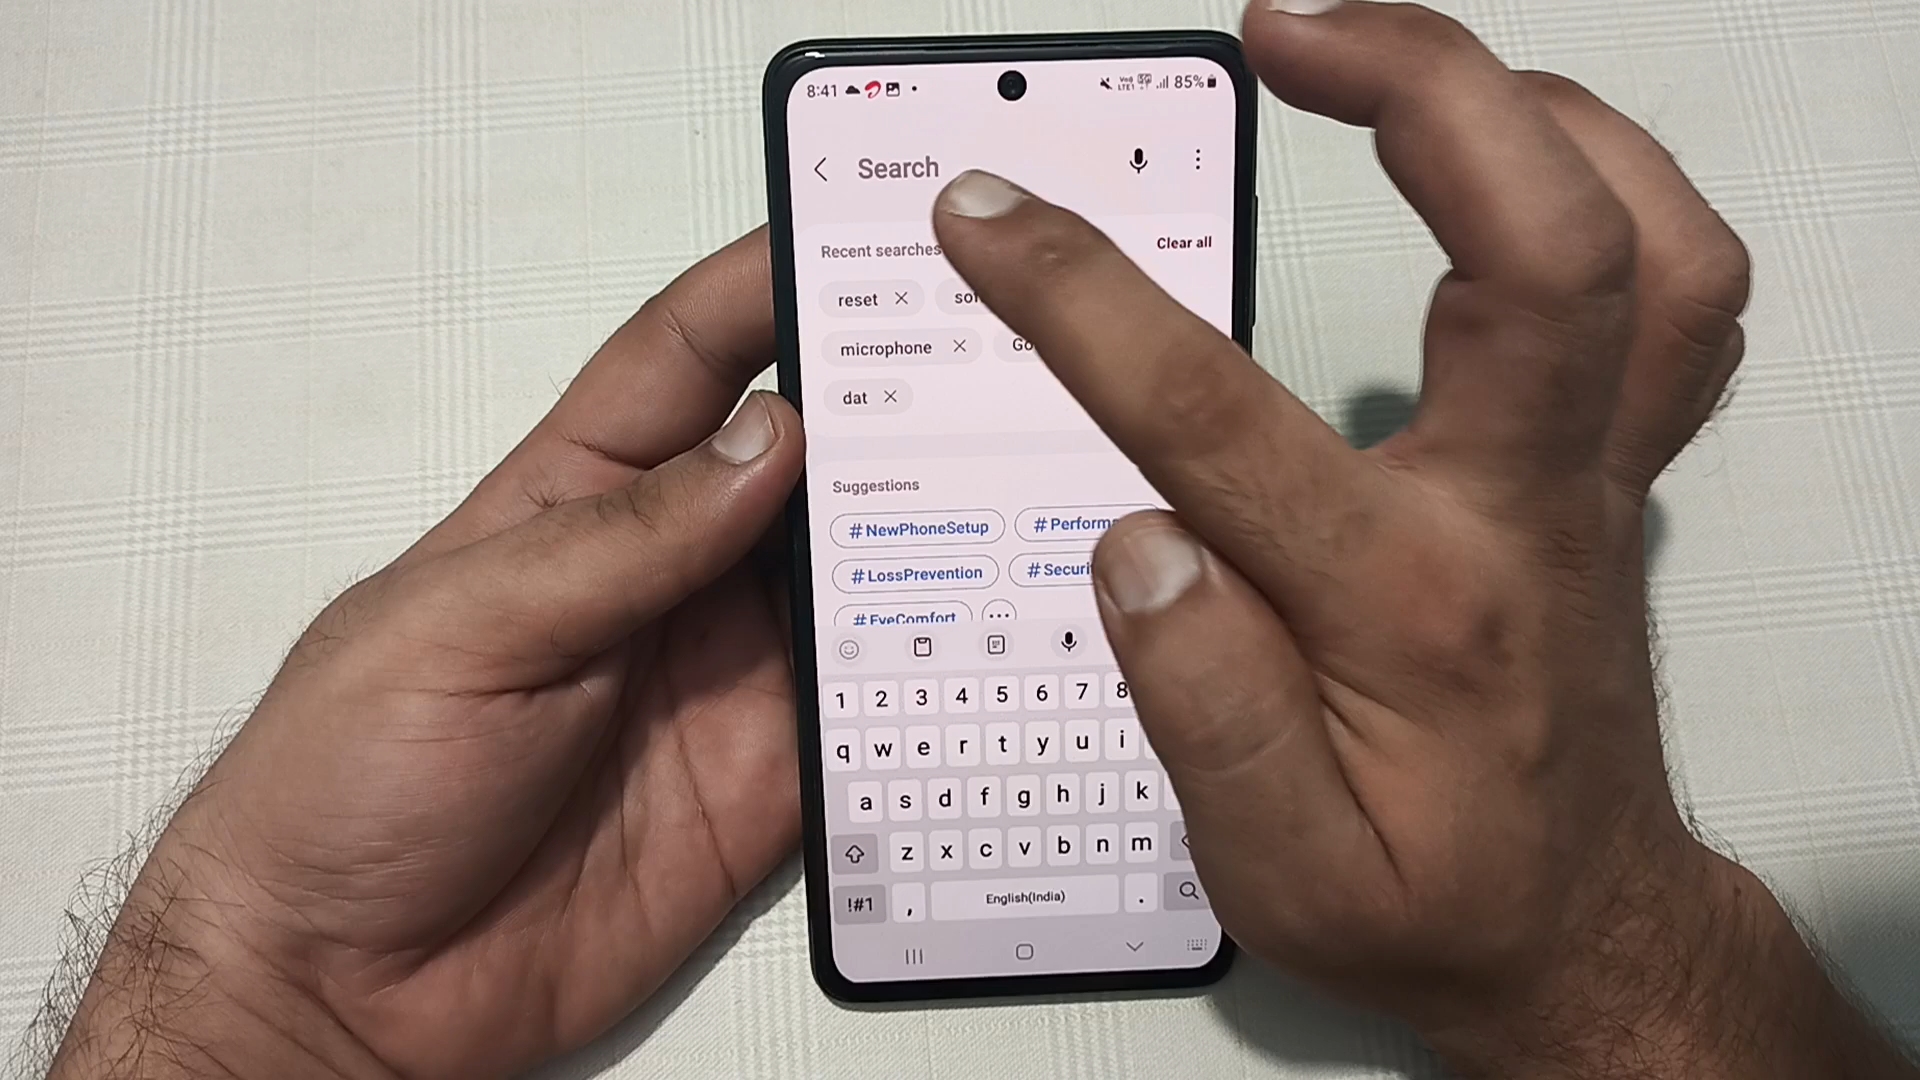 8:41 85%
Search
Recent searches Clear all
reset
microphone
dat
Suggestions
#NewPhoneSetup
#LossPrevention
#EyeComfort
1 2 3 4 5 6 7 8
q w e r t y u i
a s d f g h j k
z x c v b n m
!#1 , English(India) .